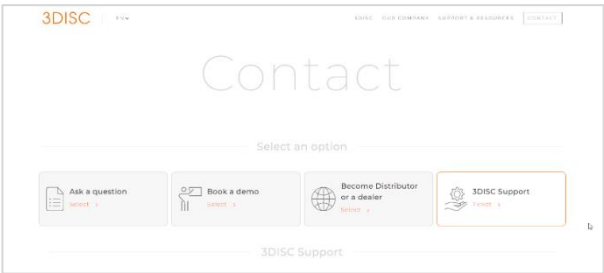 3DISC
3DISC OUR COMPANY SUPPORT & RESOURCES CONTACT
Contact
Select an option
Ask a question
Select >
Book a demo
Select >
Become Distributor
or a dealer
Select >
3DISC Support
Ticket >
3DISC Support